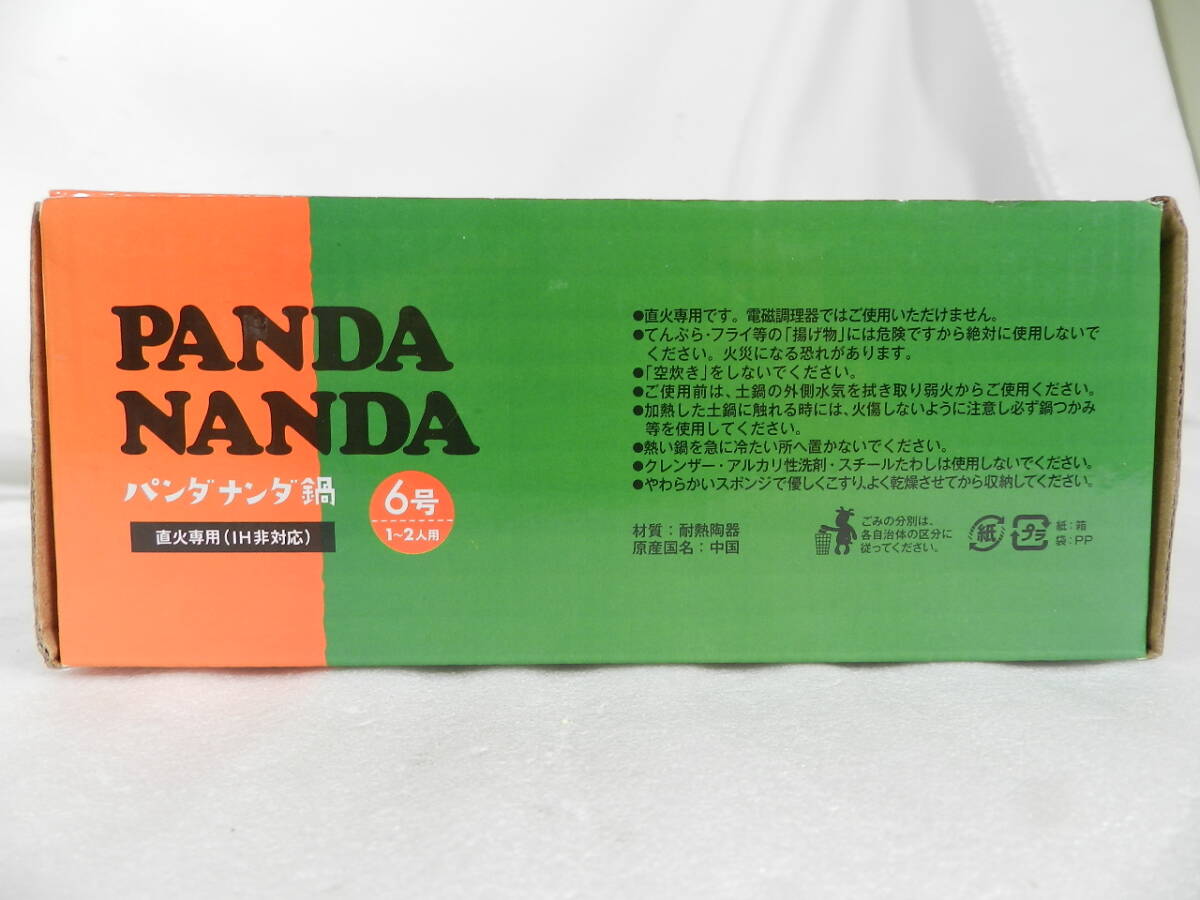 PANDA
NANDA
パンダナンダ鍋
6号
1~2人用
直火専用(IH非対応)
●直火専用です。電磁調理器ではご使用いただけません。
●てんぷら・フライ等の「揚げ物」には危険ですから絶対に使用しないで
ください。火災になる恐れがあります。
●「空炊き」をしないでください。
●ご使用前は、土鍋の外側水気を拭き取り弱火からご使用ください。
●加熱した土鍋に触れる時には、火傷しないように注意し必ず鍋つかみ
等を使用してください。
●熱い鍋を急に冷たい所へ置かないでください。
●クレンザー・アルカリ性洗剤・スチールたわしは使用しないでください。
●やわらかいスポンジで優しくこすり、よく乾燥させてから収納してください。
材質:耐熱陶器
原産国名:中国
ごみの分別は、
各自治体の区分に
従ってください。
紙
プラ
紙:箱
袋:PP